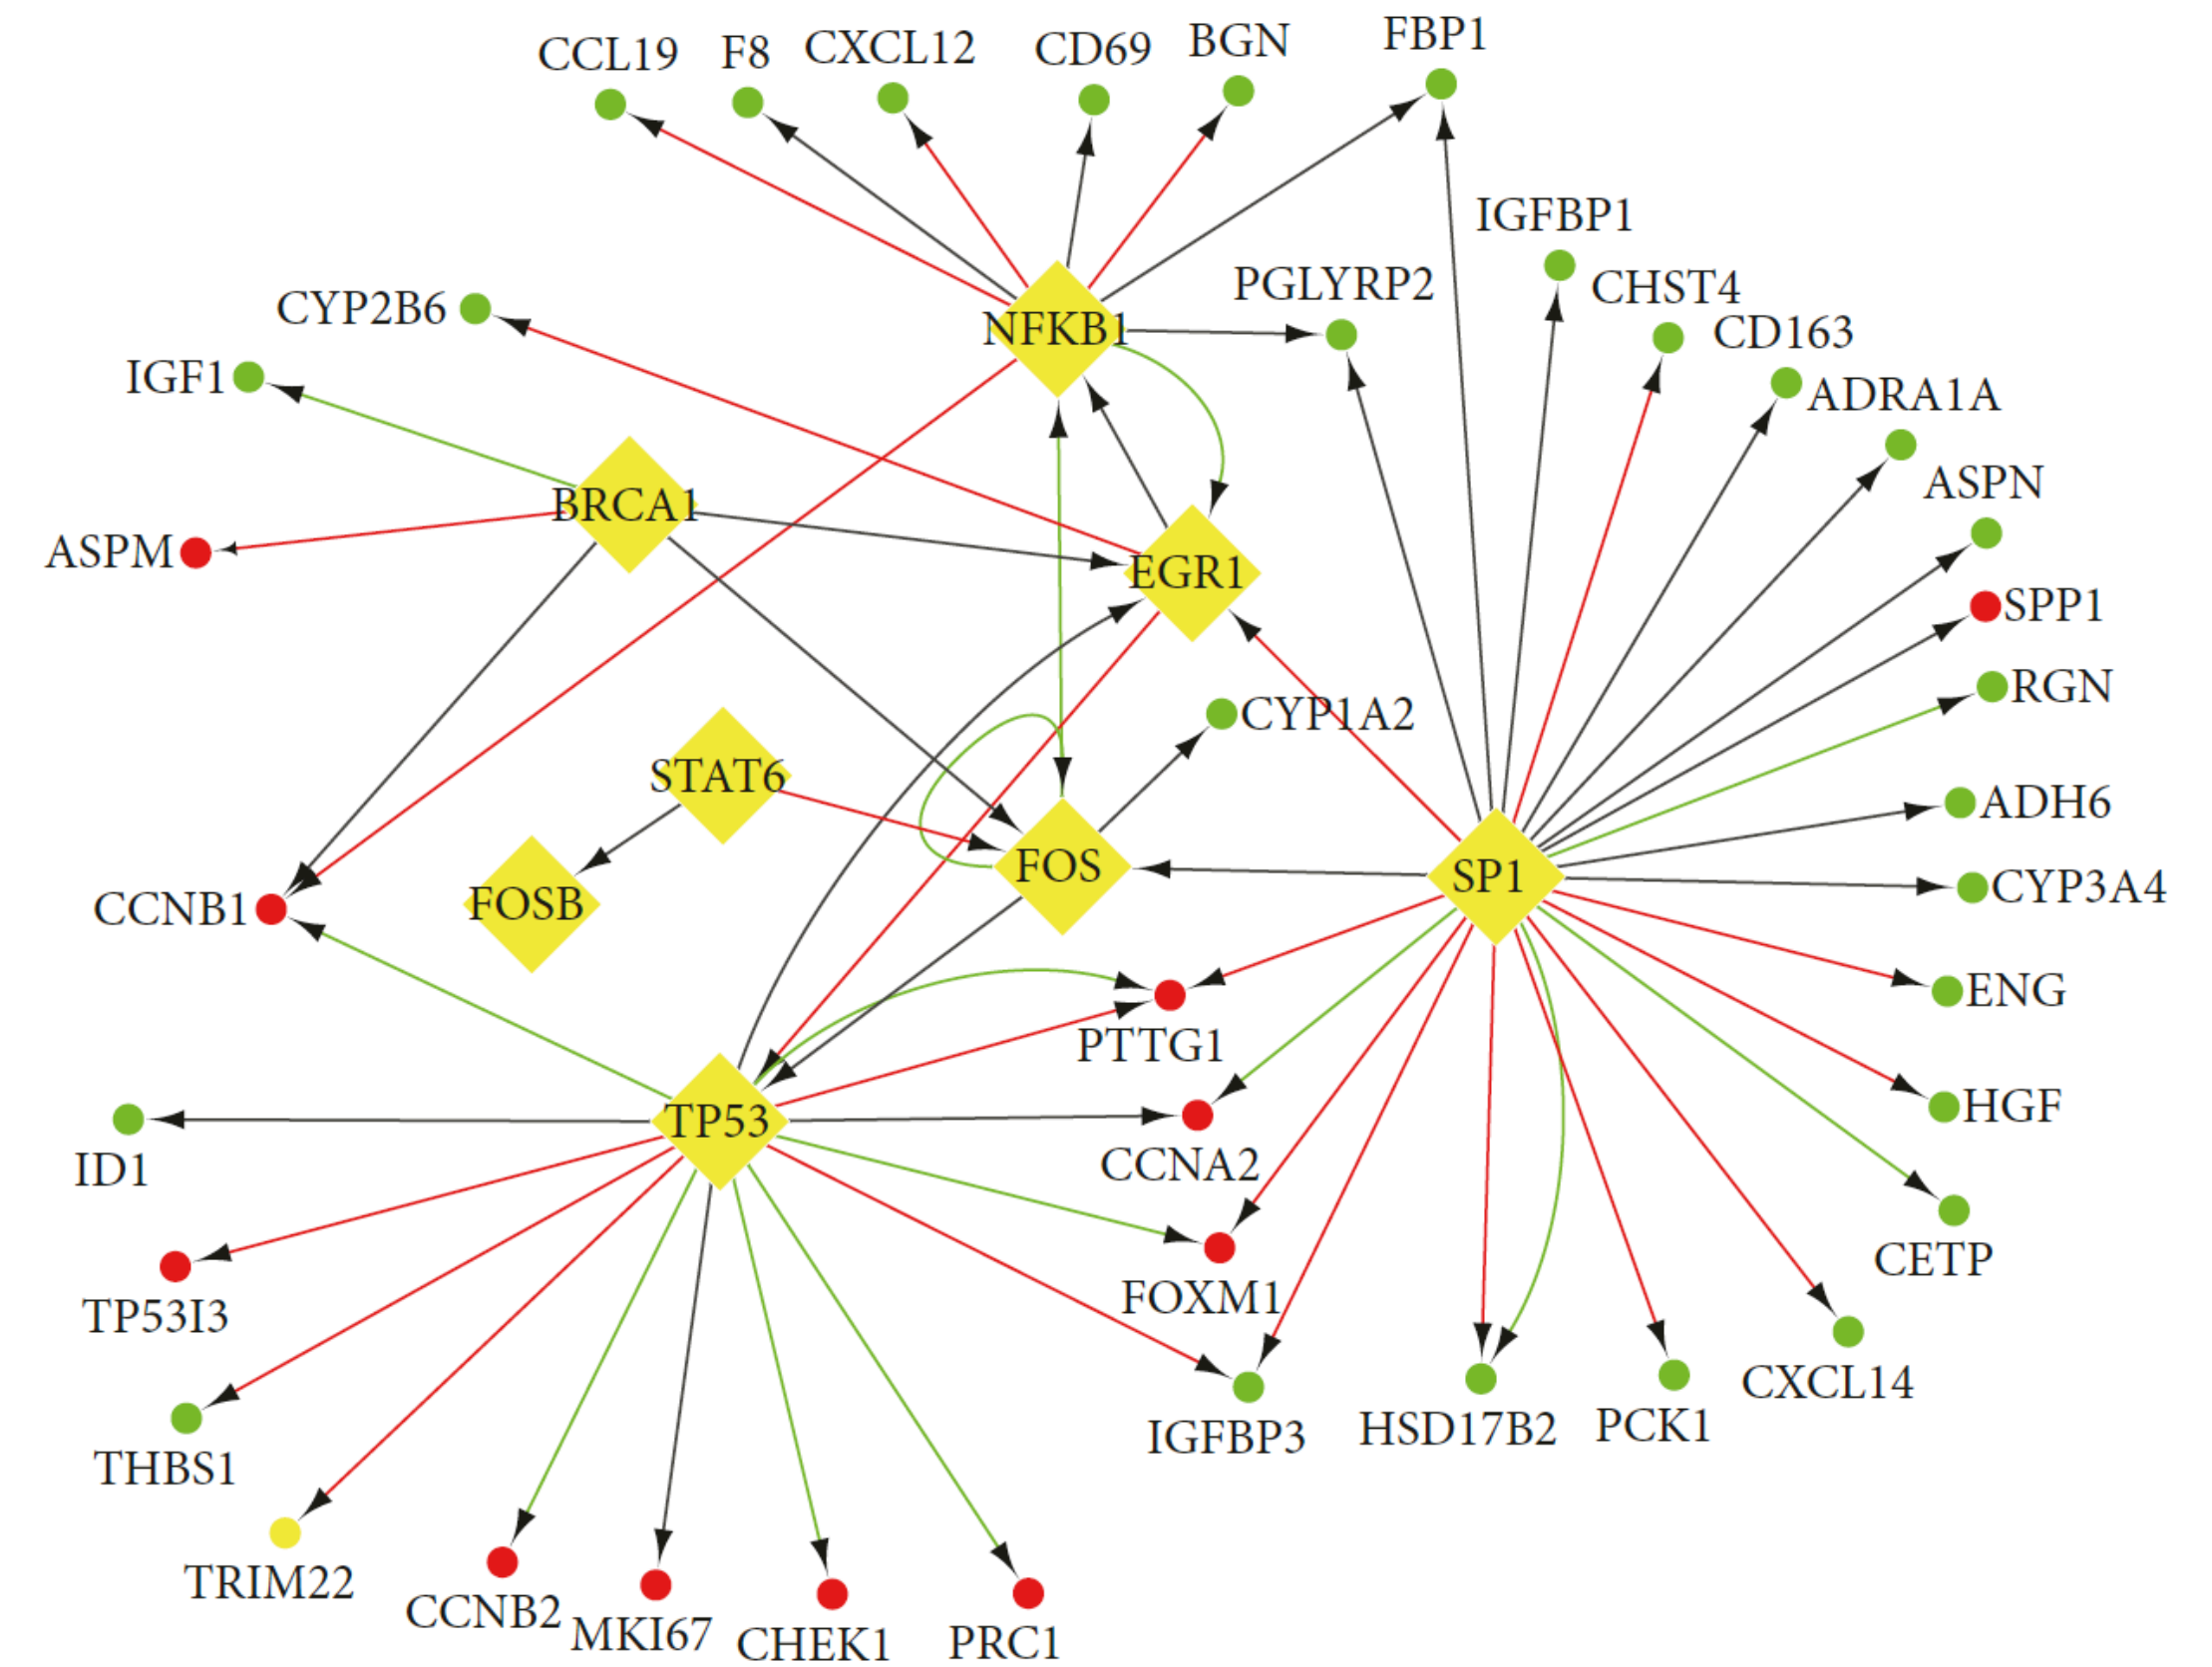 FBP1
CCL19
F8
CXCL12
CD69
BGN
IGFBP1
PGLYRP2
CHST4
CYP2B6
NFKB1
CD163
IGF1
ADRA1A
BRCA1
ASPN
ASPM
EGR1
SPP1
RGN
CYP1A2
STAT6
ADH6
FOS
SP1
CYP3A4
FOSB
CCNB1
ENG
PTTG1
HGF
TP53
CCNA2
ID1
CETP
FOXM1
TP53I3
CXCL14
PCK1
HSD17B2
IGFBP3
THBS1
TRIM22
CCNB2
MKI67
CHEK1
PRC1